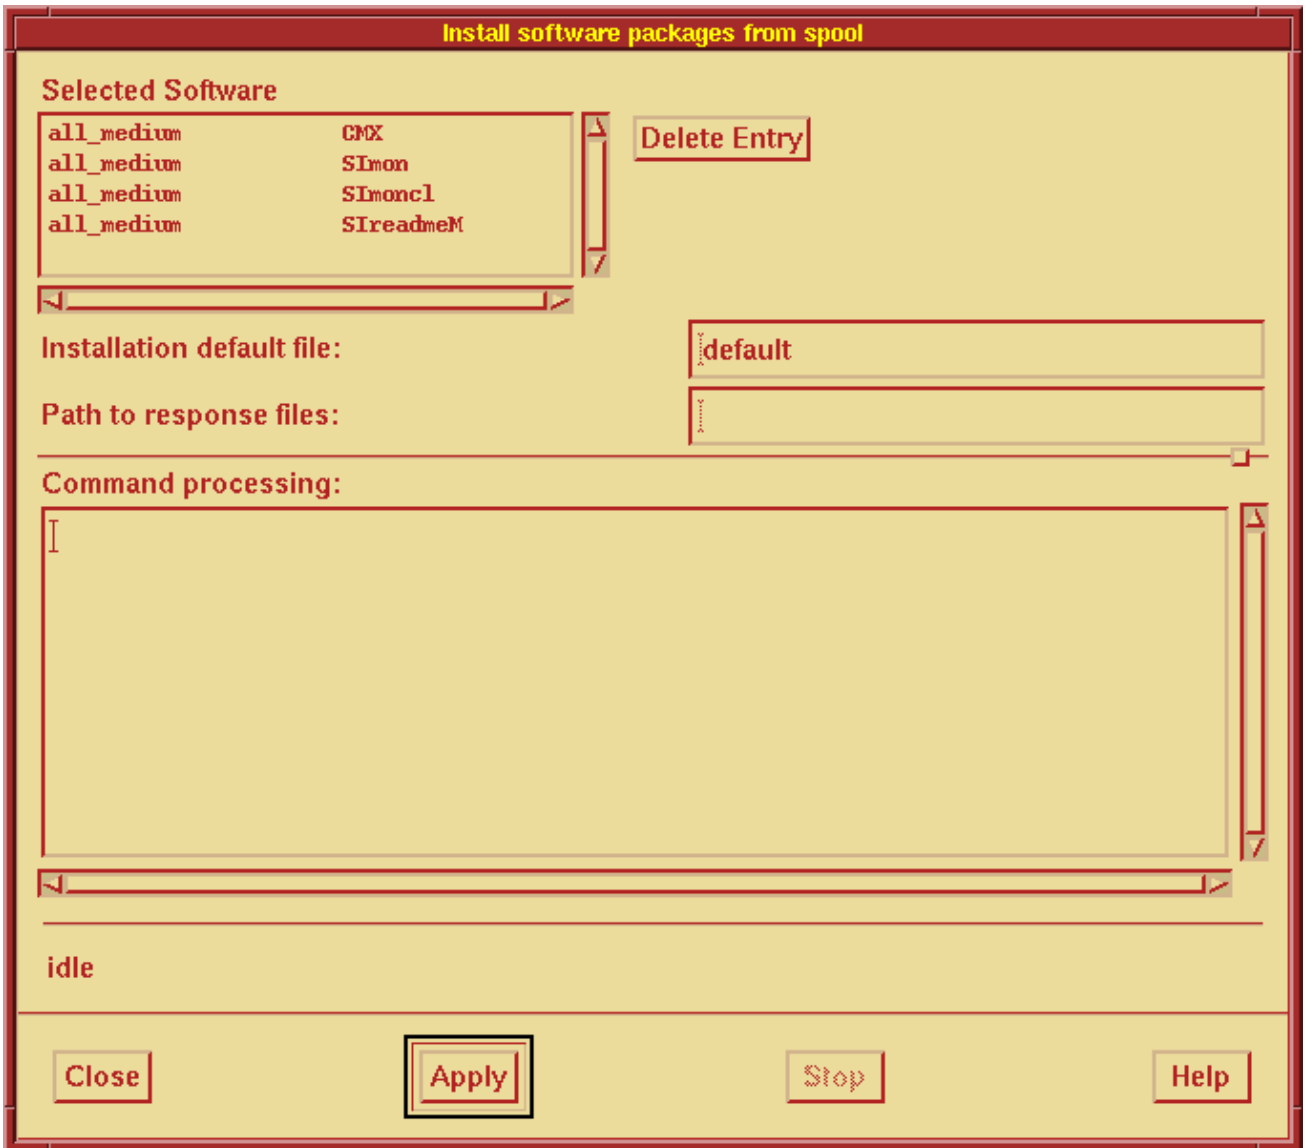 Install software packages from spool
Selected Software
all_medium CMX
all_medium SImon
all_medium SImoncl
all_medium SIreadmeM
Delete Entry
Installation default file: default
Path to response files:
Command processing:
idle
Close Apply Stop Help